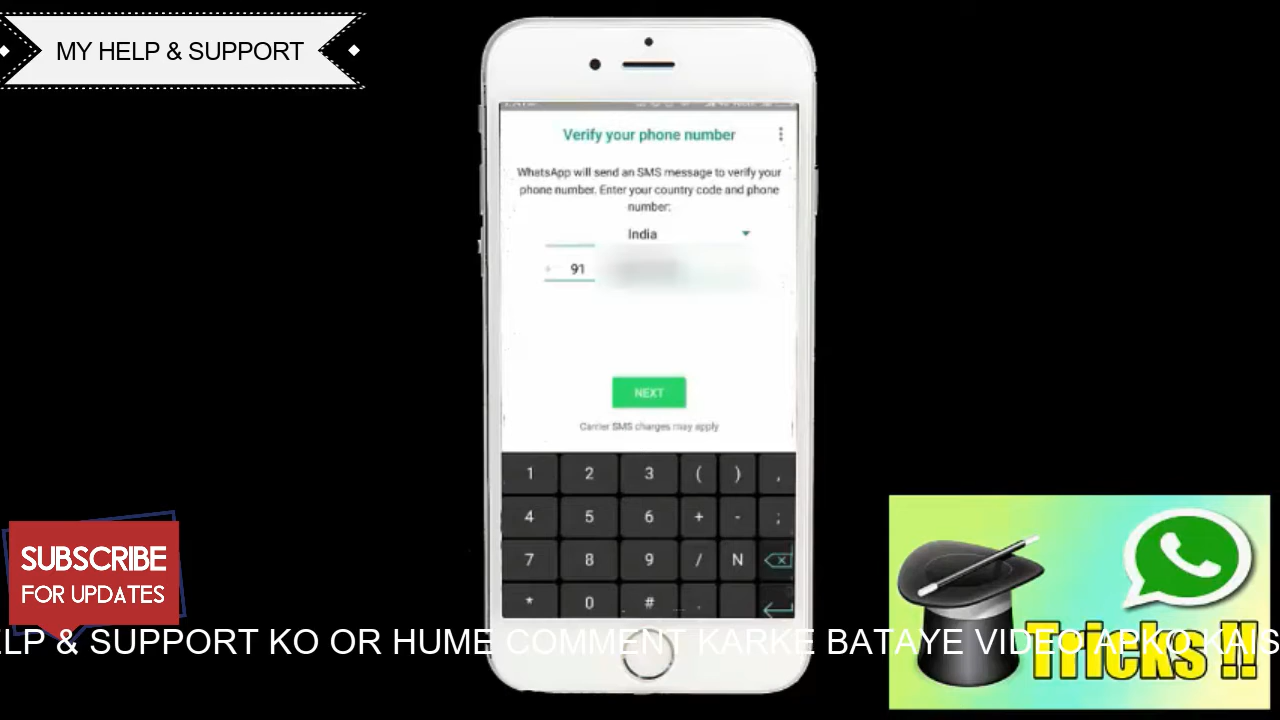 MY HELP & SUPPORT
Verify your phone number
WhatsApp will send an SMS message to verify your
phone number. Enter your country code and phone
number:
India
+ 91
NEXT
Carrier SMS charges may apply
1 2 3 ( ) ,
4 5 6 + - ;
7 8 9 / N
* 0 # .
SUBSCRIBE
FOR UPDATES
Tricks !!
ELP & SUPPORT KO OR HUME COMMENT KARKE BATAYE VIDEO APKO KAIS